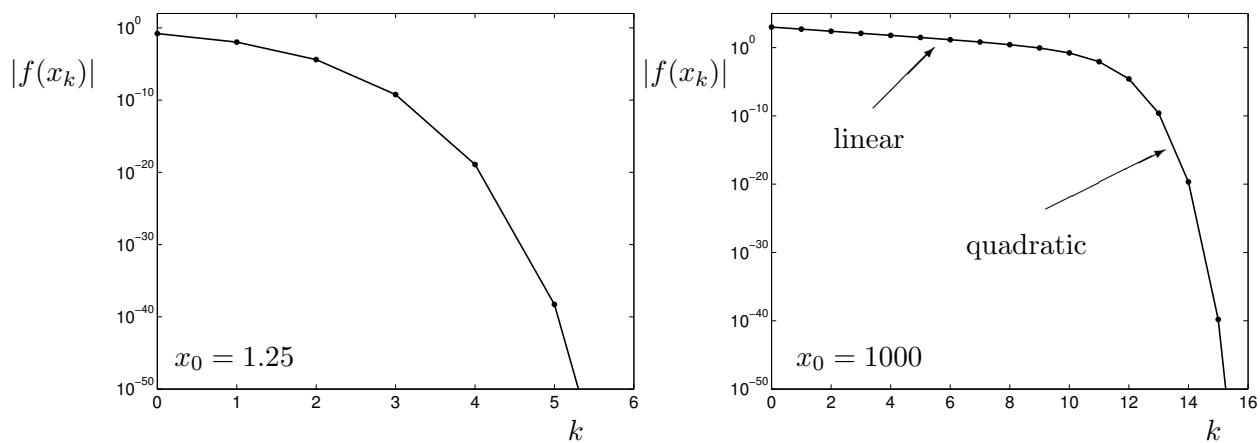 10^0
|f(x_k)|
10^{-10}
10^{-20}
10^{-30}
10^{-40}
x_0 = 1.25
10^{-50}
0 1 2 3 4 5 6
k
10^0
|f(x_k)|
10^{-10}
linear
10^{-20}
quadratic
10^{-30}
10^{-40}
x_0 = 1000
10^{-50}
0 2 4 6 8 10 12 14 16
k